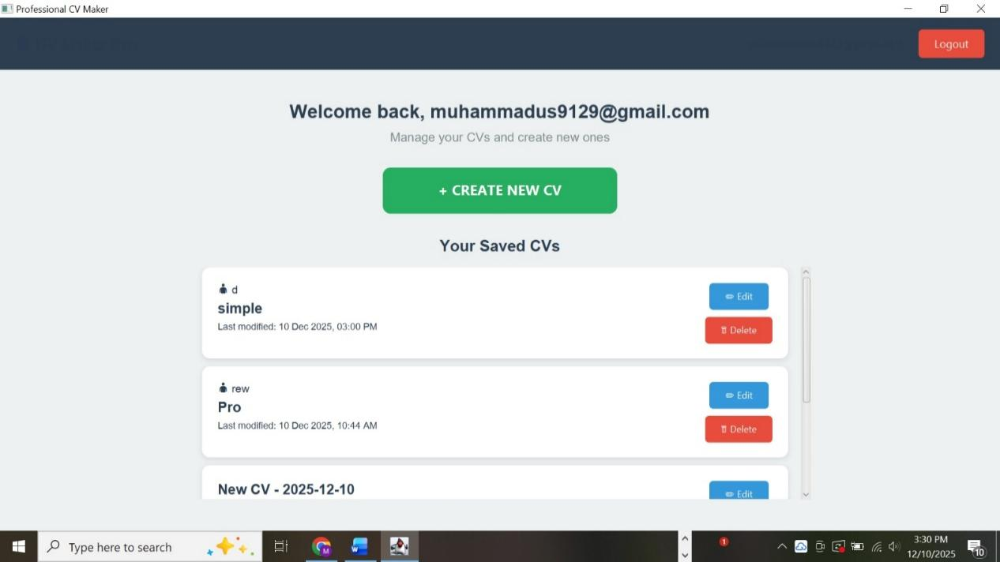 Professional CV Maker
Logout
Welcome back, muhammadus9129@gmail.com
Manage your CVs and create new ones
+ CREATE NEW CV
Your Saved CVs
d
simple
Last modified: 10 Dec 2025, 03:00 PM
Edit
Delete
rew
Pro
Last modified: 10 Dec 2025, 10:44 AM
Edit
Delete
New CV - 2025-12-10
Edit
Type here to search
M
W
1
3:30 PM
12/10/2025
10